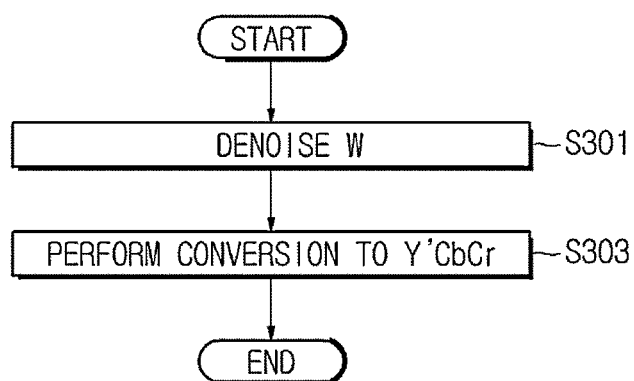 START
DENOISE W
S301
PERFORM CONVERSION TO Y'CbCr
S303
END